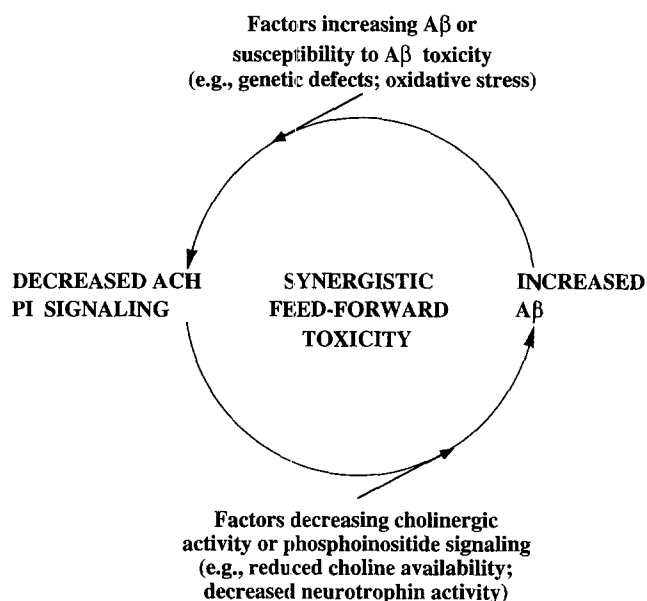 Factors increasing Aβ or
susceptibility to Aβ toxicity
(e.g., genetic defects; oxidative stress)
DECREASED ACH
PI SIGNALING
SYNERGISTIC
FEED-FORWARD
TOXICITY
INCREASED
Aβ
Factors decreasing cholinergic
activity or phosphoinositide signaling
(e.g., reduced choline availability;
decreased neurotrophin activity)